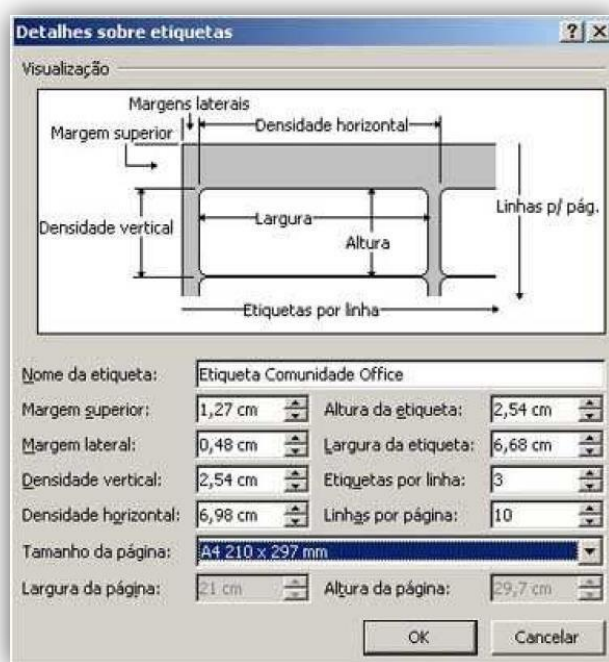 Detalhes sobre etiquetas
Visualização
Margens laterais
Densidade horizontal
Margem superior
Linhas p/ pág.
Largura
Densidade vertical
Altura
Etiquetas por linha
Nome da etiqueta: Etiqueta Comunidade Office
Margem superior: 1,27 cm Altura da etiqueta: 2,54 cm
Margem lateral: 0,48 cm Largura da etiqueta: 6,68 cm
Densidade vertical: 2,54 cm Etiquetas por linha: 3
Densidade horizontal: 6,98 cm Linhas por página: 10
Tamanho da página: A4 210 x 297 mm
Largura da página: 21 cm Altura da página: 29,7 cm
OK Cancelar